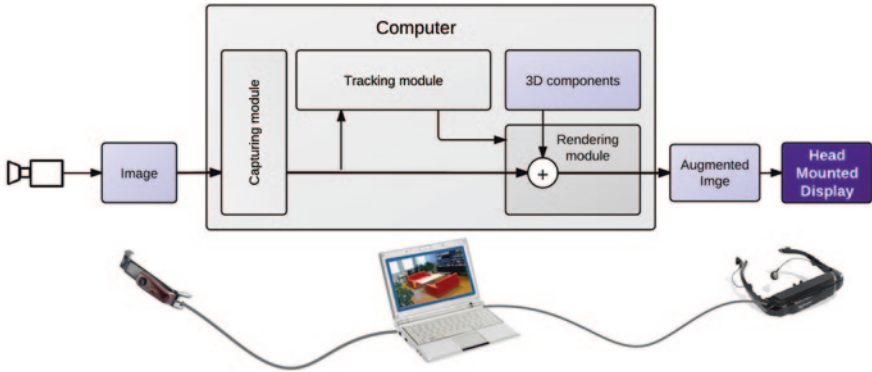 Computer
Image
Capturing module
Tracking module
3D components
Rendering
module
+
Augmented
Imge
Head
Mounted
Display